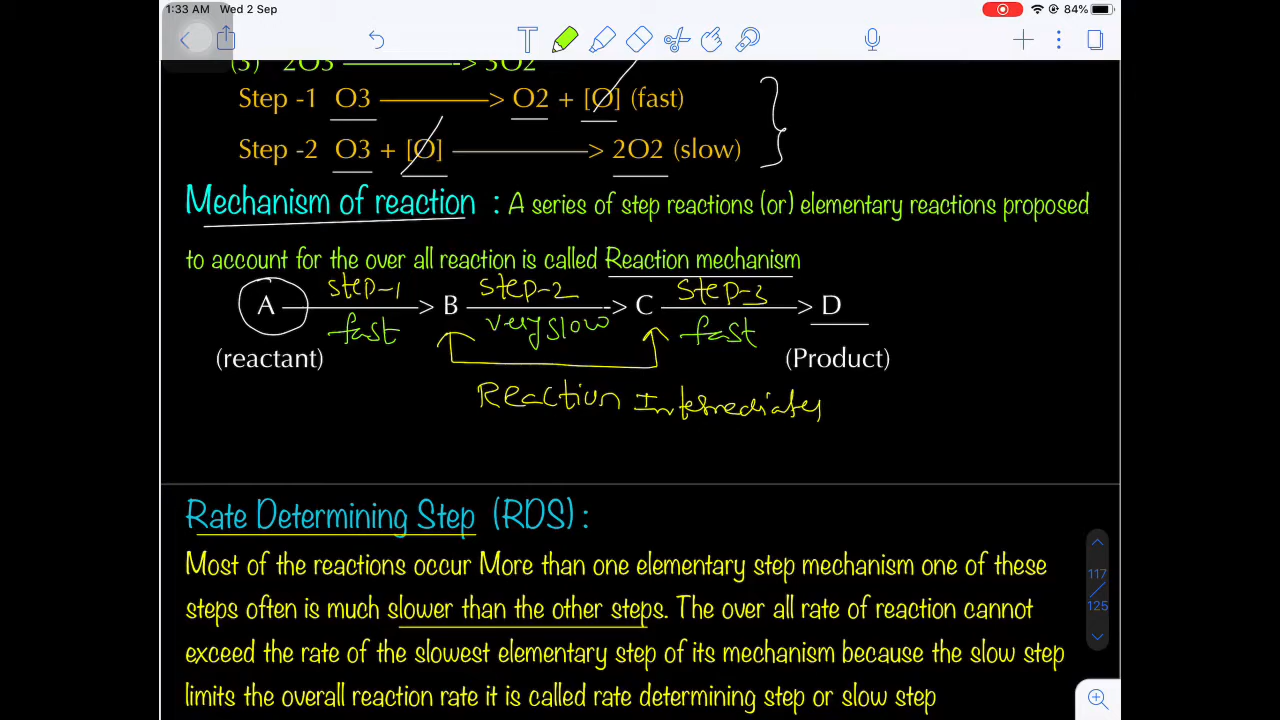 1:33 AM Wed 2 Sep
84%
(3) 2O3 ————> 3O2
Step -1 O3 ————> O2 + [O] (fast)
Step -2 O3 + [O] ————> 2O2 (slow)
Mechanism of reaction : A series of step reactions (or) elementary reactions proposed
to account for the over all reaction is called Reaction mechanism
step-1 step-2 step-3
A ————> B ————> C ————> D
fast very slow fast
(reactant) (Product)
Reaction Intermediates
Rate Determining Step (RDS) :
Most of the reactions occur More than one elementary step mechanism one of these
steps often is much slower than the other steps. The over all rate of reaction cannot
exceed the rate of the slowest elementary step of its mechanism because the slow step
limits the overall reaction rate it is called rate determining step or slow step
117
/
125